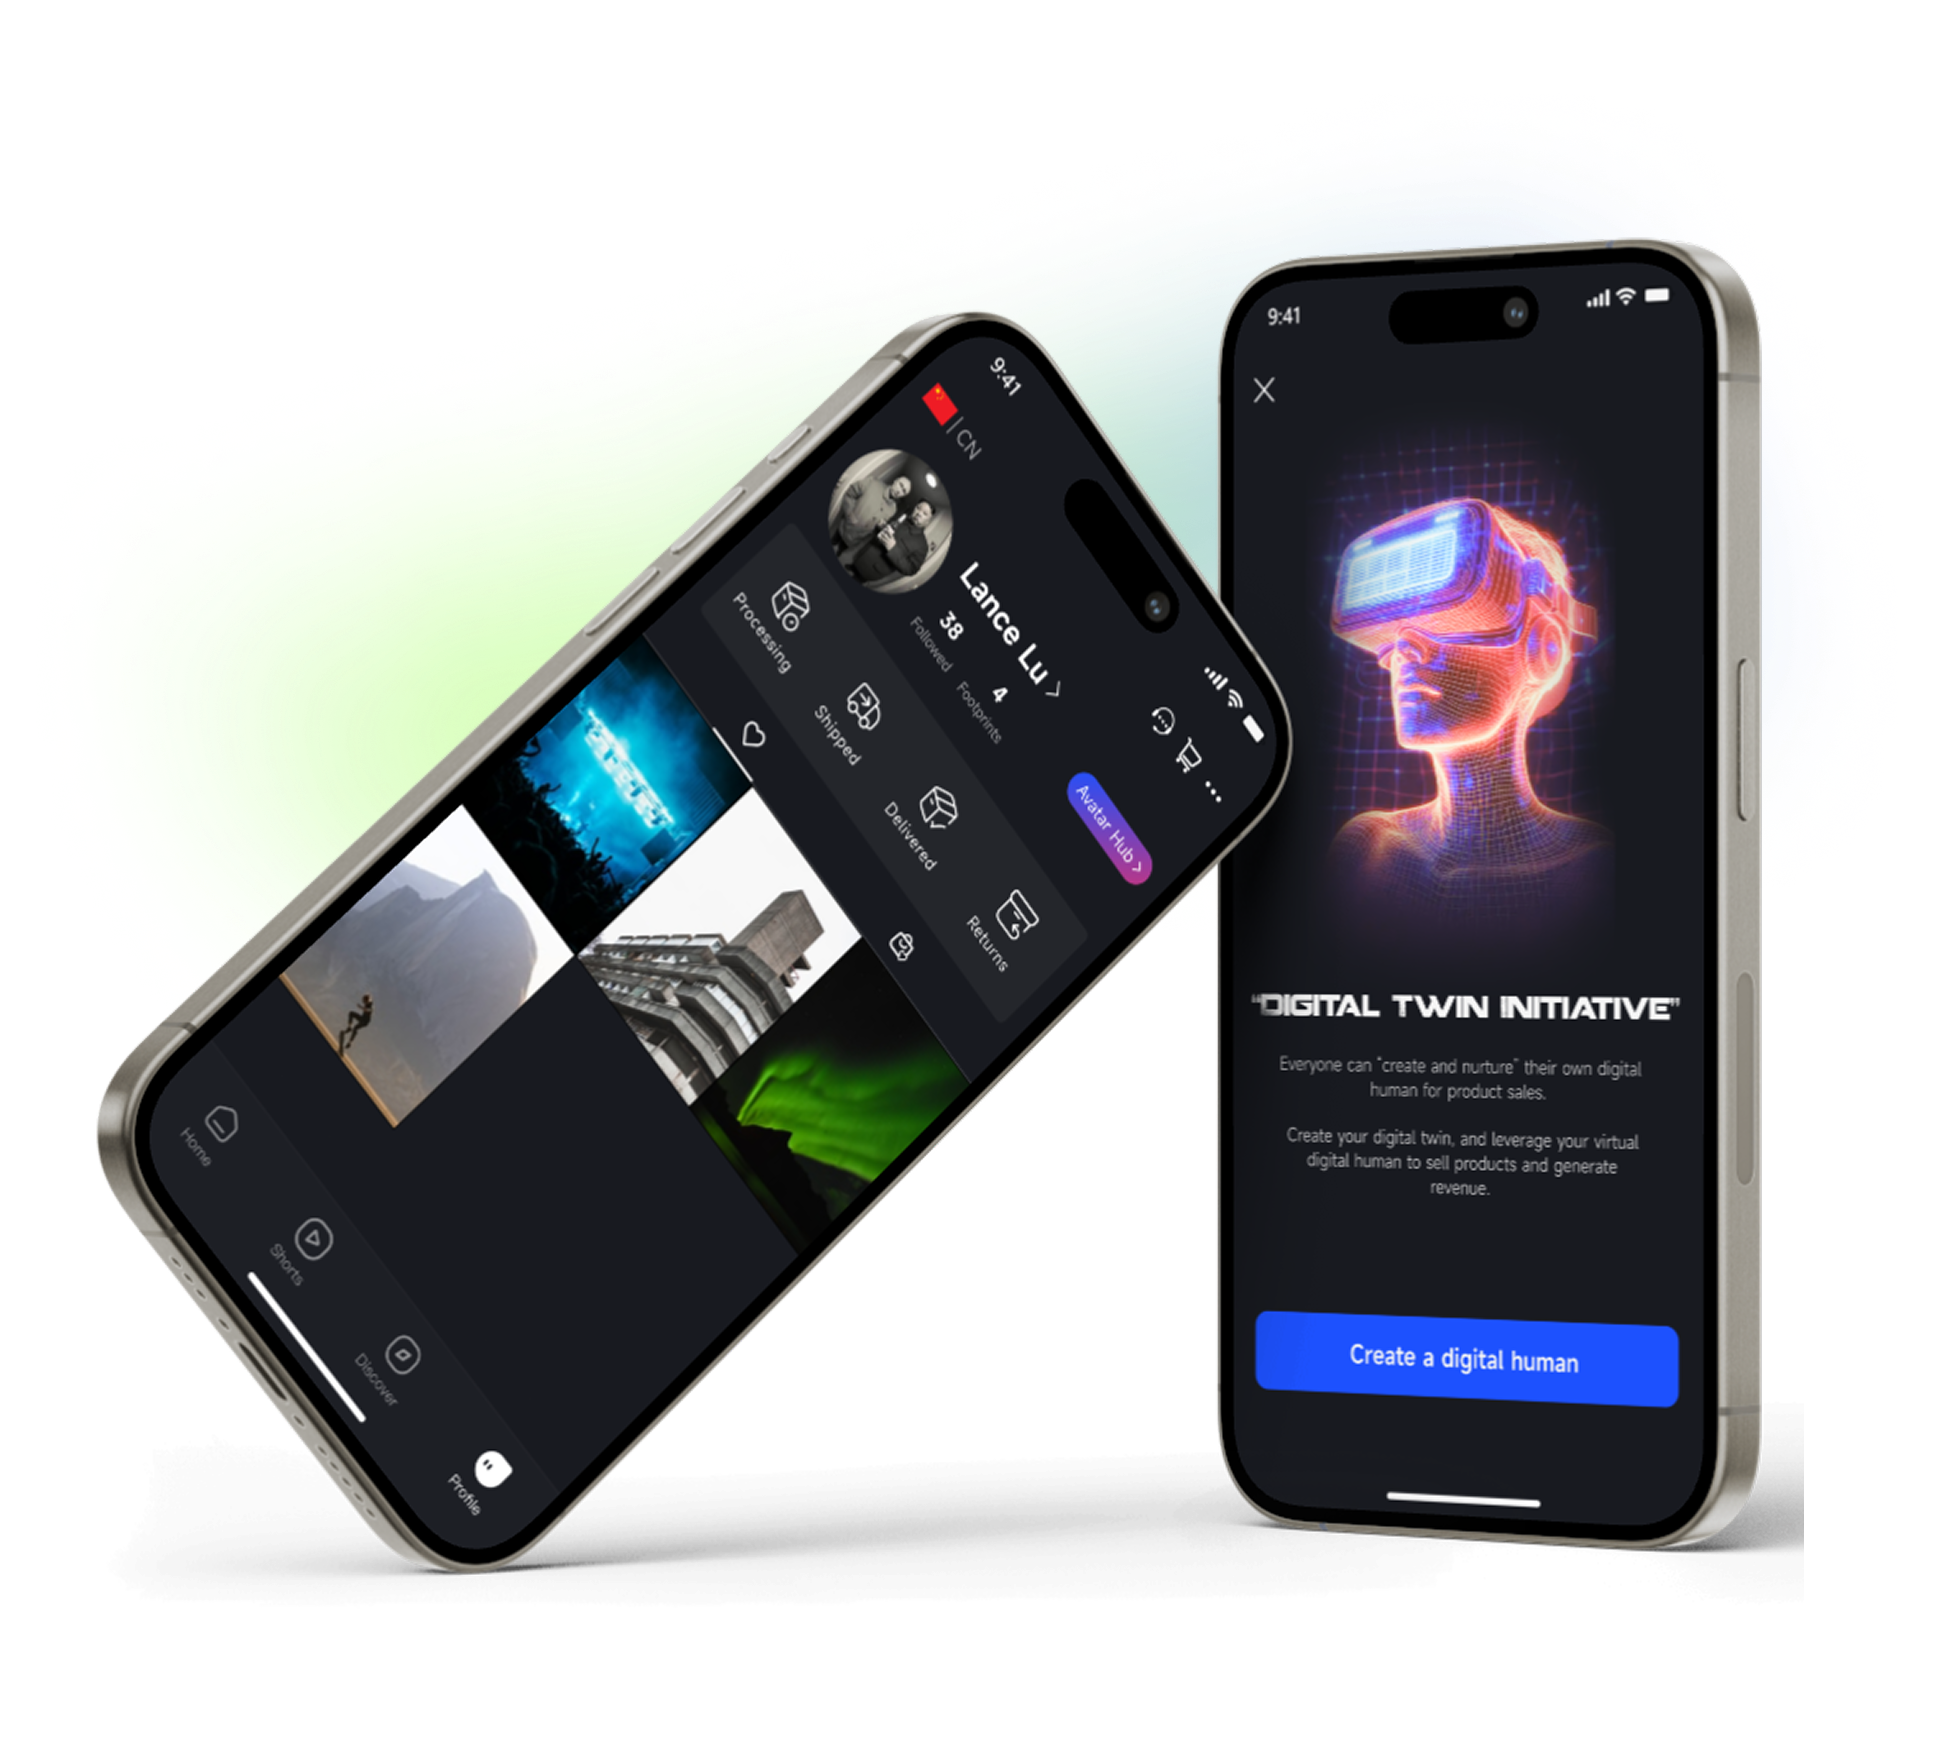 9:41
CN
Lance Lu
38
Followed
4
Footprints
Avatar Hub
Processing
Shipped
Delivered
Returns
Home
Shorts
Discover
Profile
9:41
“DIGITAL TWIN INITIATIVE”
Everyone can “create and nurture” their own digital
human for product sales.
Create your digital twin, and leverage your virtual
digital human to sell products and generate
revenue.
Create a digital human